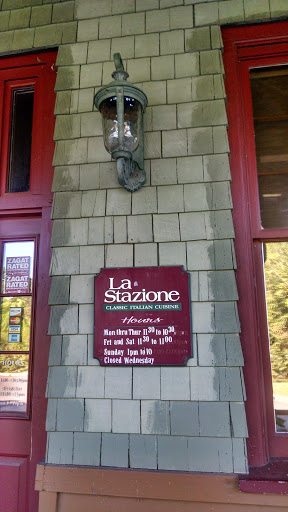 La
Stazione
CLASSIC ITALIAN CUISINE
Hours
Mon thru Thur 11:30 to 10:30
Fri and Sat 11:30 to 11:00
Sunday 1pm to 10
Closed Wednesday
ZAGAT
RATED
ZAGAT
RATED